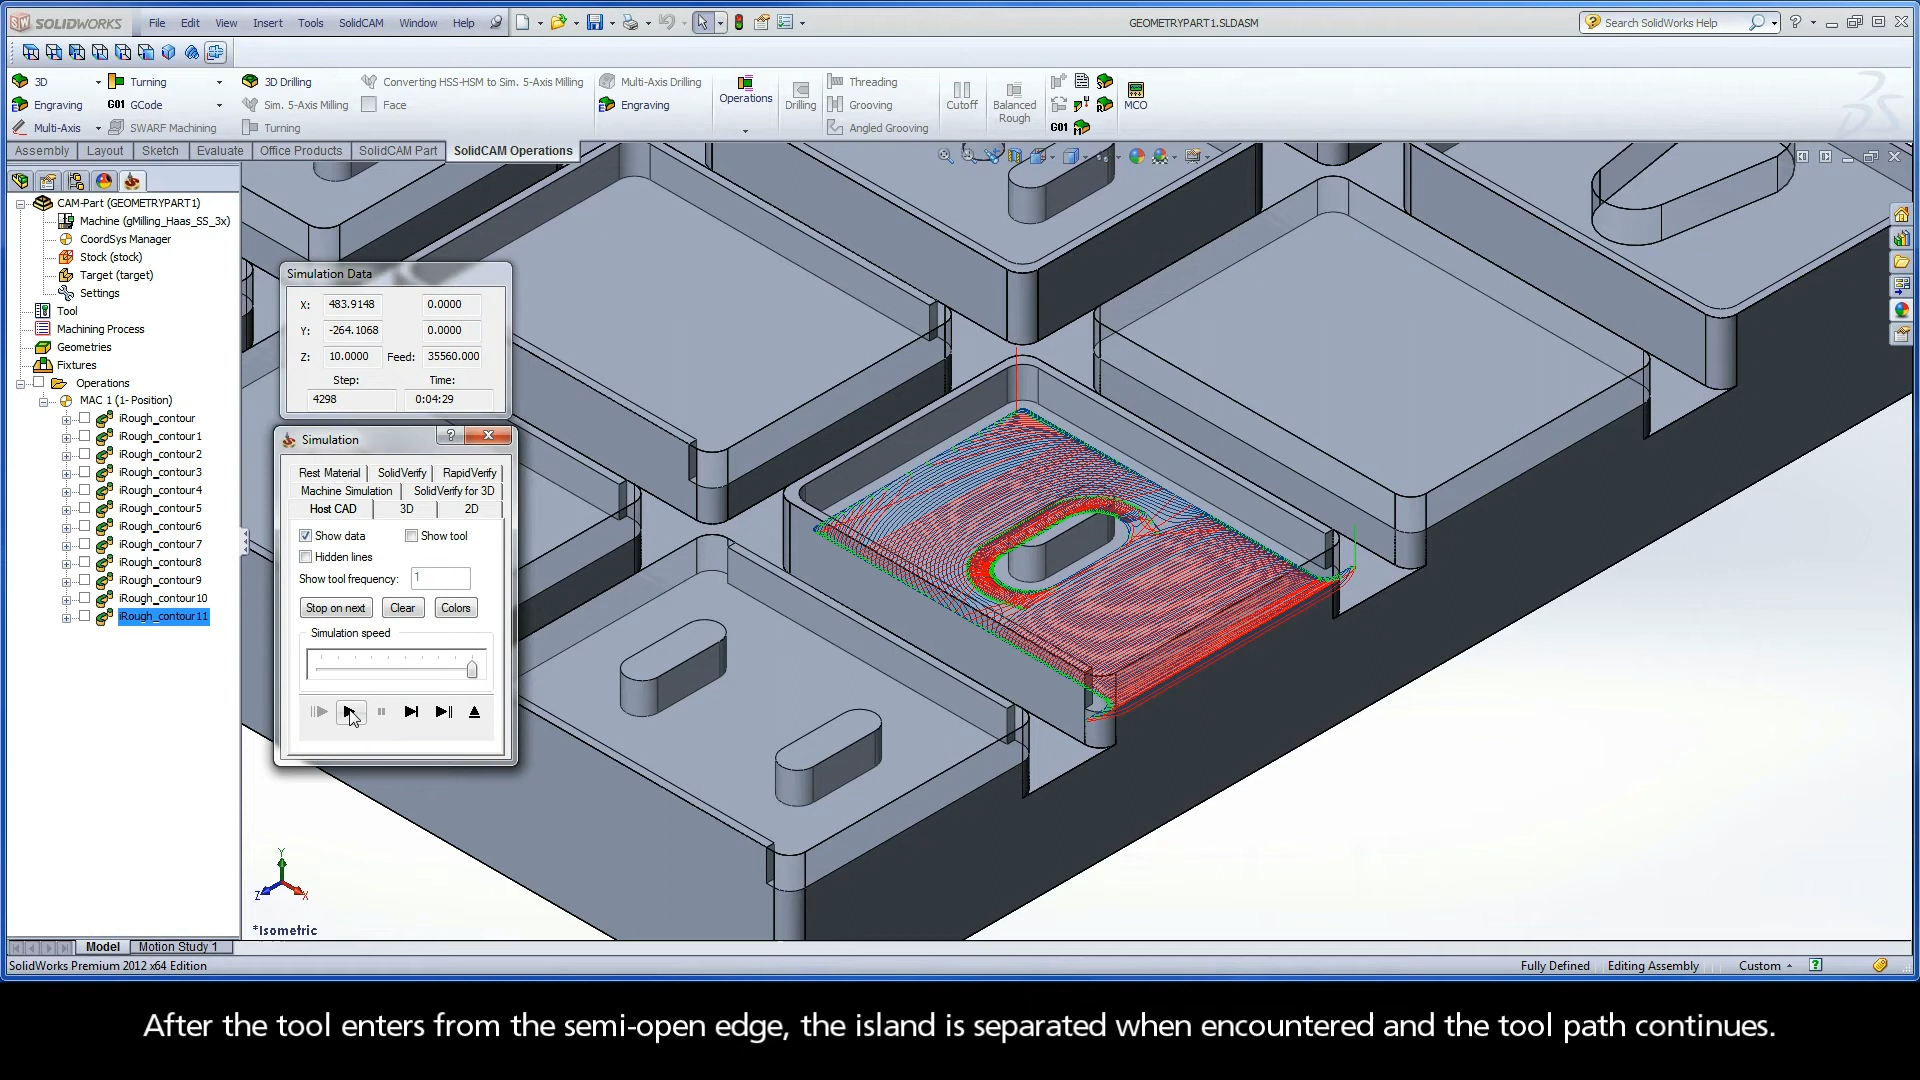 SOLIDWORKS File Edit View Insert Tools SolidCAM Window Help GEOMETRYPART1.SLDASM Search SolidWorks Help
3D Turning 3D Drilling Converting HSS-HSM to Sim. 5-Axis Milling Multi-Axis Drilling Threading
Engraving G01 GCode Sim. 5-Axis Milling Face Engraving Operations Drilling Grooving Cutoff Balanced Rough MCO
Multi-Axis SWARF Machining Turning Angled Grooving G01
Assembly Layout Sketch Evaluate Office Products SolidCAM Part SolidCAM Operations
CAM-Part (GEOMETRYPART1)
Machine (gMilling_Haas_SS_3x)
CoordSys Manager
Stock (stock)
Target (target)
Settings
Tool
Machining Process
Geometries
Fixtures
Operations
MAC 1 (1- Position)
iRough_contour
iRough_contour1
iRough_contour2
iRough_contour3
iRough_contour4
iRough_contour5
iRough_contour6
iRough_contour7
iRough_contour8
iRough_contour9
iRough_contour10
iRough_contour11
Simulation Data
X: 483.9148 0.0000
Y: -264.1068 0.0000
Z: 10.0000 Feed: 35560.000
Step: Time:
4298 0:04:29
Simulation
Rest Material SolidVerify RapidVerify
Machine Simulation SolidVerify for 3D
Host CAD 3D 2D
Show data Show tool
Hidden lines
Show tool frequency: 1
Stop on next Clear Colors
Simulation speed
Y
Z X
*Isometric
Model Motion Study 1
SolidWorks Premium 2012 x64 Edition Fully Defined Editing Assembly Custom
After the tool enters from the semi-open edge, the island is separated when encountered and the tool path continues.